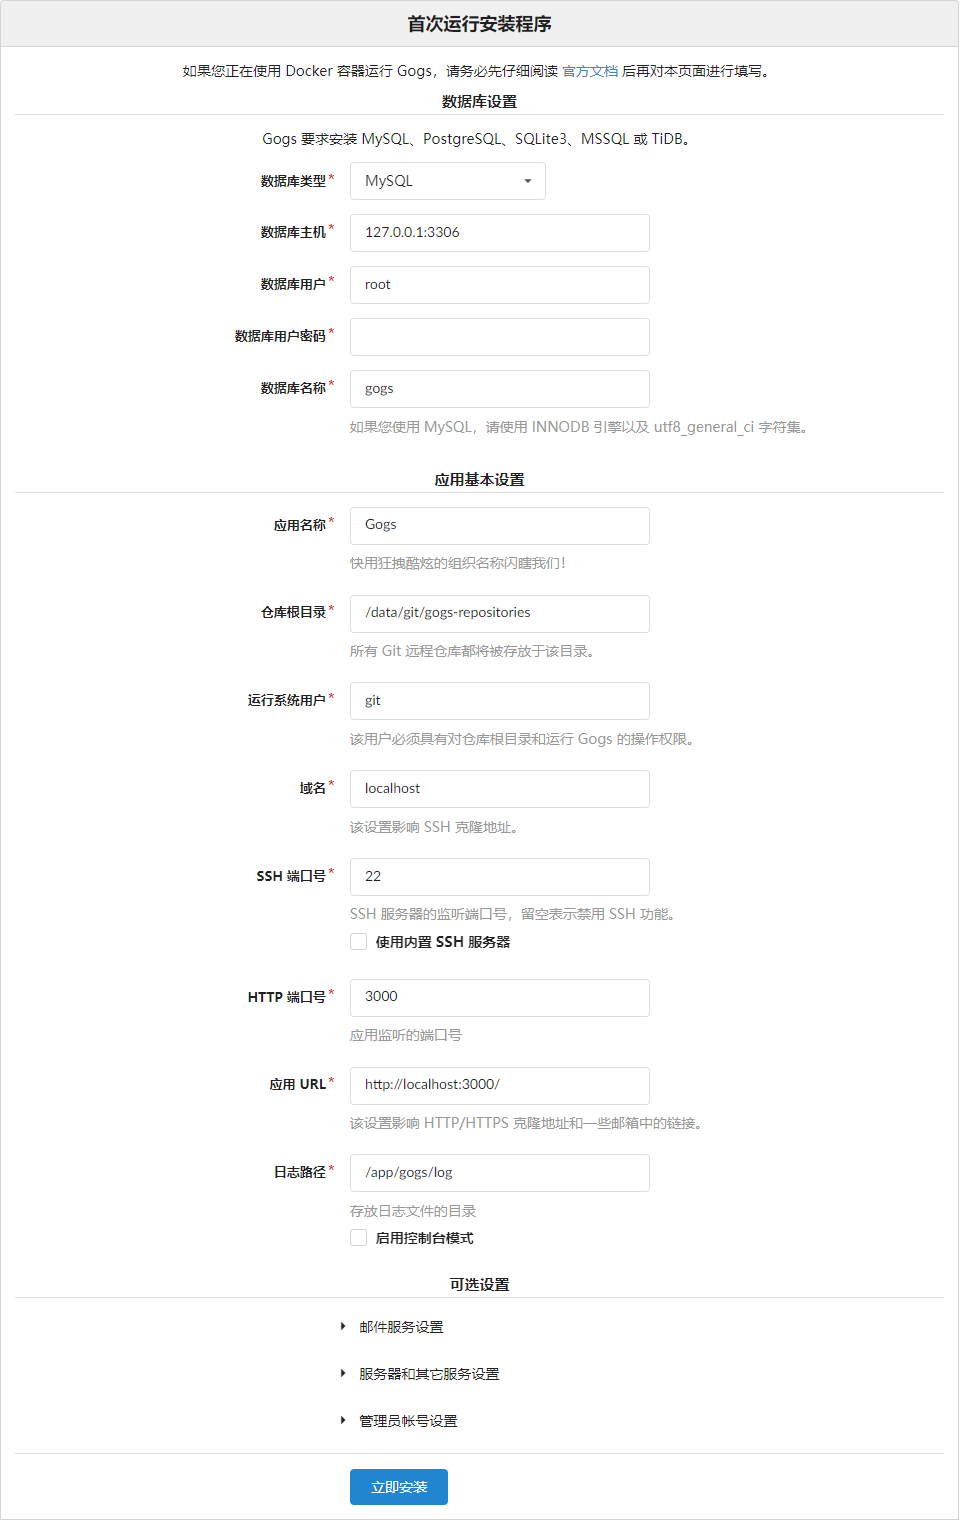 首次运行安装程序
如果您正在使用 Docker 容器运行 Gogs，请务必先仔细阅读 官方文档 后再对本页面进行填写。
数据库设置
Gogs 要求安装 MySQL、PostgreSQL、SQLite3、MSSQL 或 TiDB。
数据库类型* MySQL
数据库主机* 127.0.0.1:3306
数据库用户* root
数据库用户密码*
数据库名称* gogs
如果您使用 MySQL，请使用 INNODB 引擎以及 utf8_general_ci 字符集。
应用基本设置
应用名称* Gogs
快用狂拽酷炫的组织名称闪瞎我们！
仓库根目录* /data/git/gogs-repositories
所有 Git 远程仓库都将被存放于该目录。
运行系统用户* git
该用户必须具有对仓库根目录和运行 Gogs 的操作权限。
域名* localhost
该设置影响 SSH 克隆地址。
SSH 端口号* 22
SSH 服务器的监听端口号，留空表示禁用 SSH 功能。
使用内置 SSH 服务器
HTTP 端口号* 3000
应用监听的端口号
应用 URL* http://localhost:3000/
该设置影响 HTTP/HTTPS 克隆地址和一些邮箱中的链接。
日志路径* /app/gogs/log
存放日志文件的目录
启用控制台模式
可选设置
邮件服务设置
服务器和其它服务设置
管理员帐号设置
立即安装